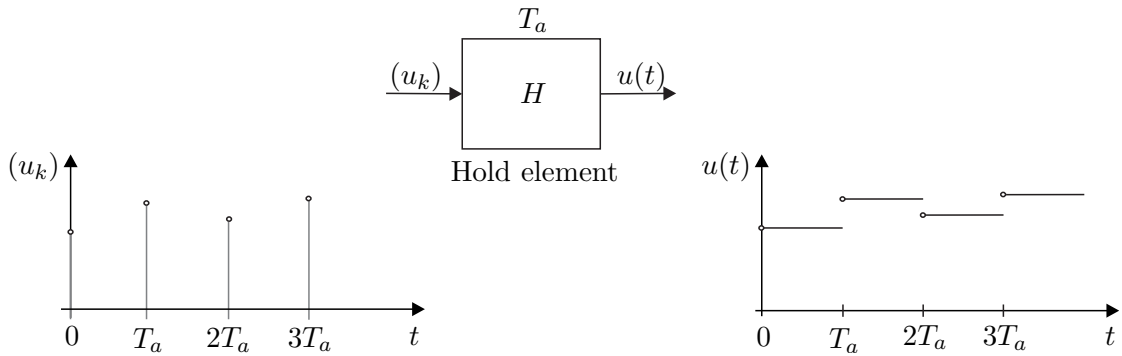 $T_a$
$(u_k)$ $H$ $u(t)$
Hold element
$(u_k)$
0 $T_a$ $2T_a$ $3T_a$ $t$
$u(t)$
0 $T_a$ $2T_a$ $3T_a$ $t$